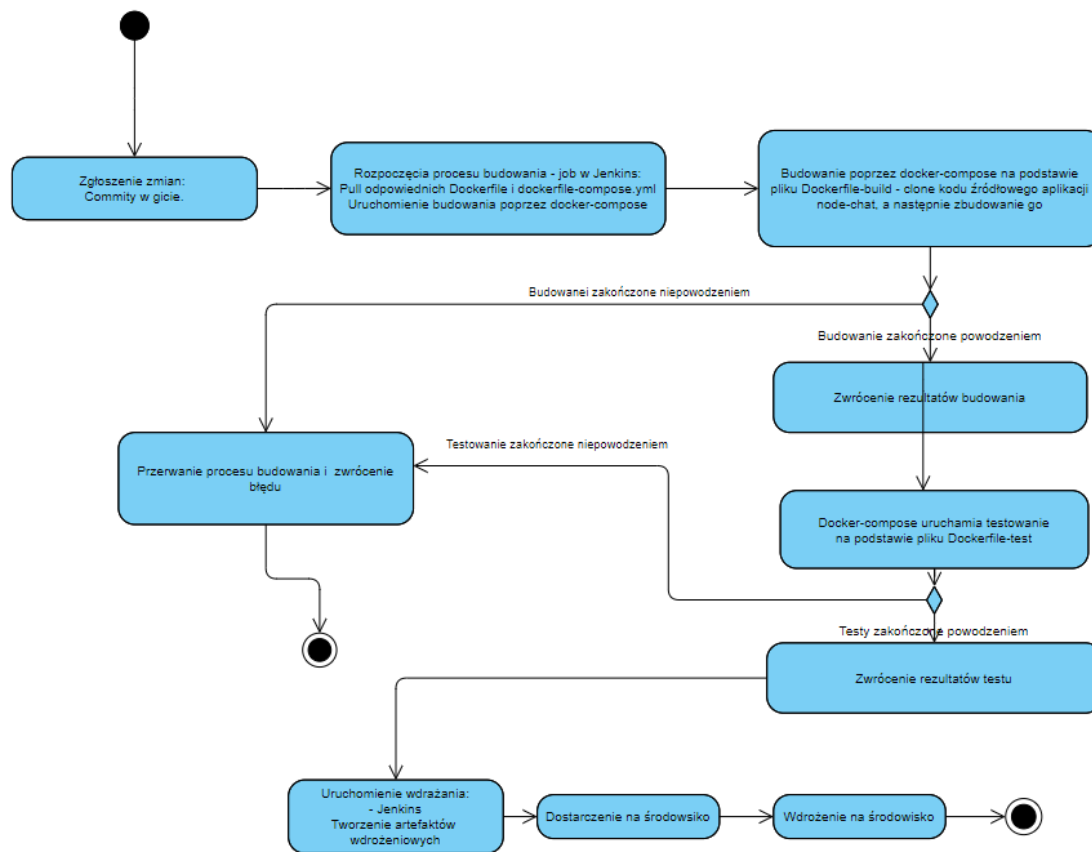 Zgłoszenie zmian:
Commity w gicie.
Rozpoczęcia procesu budowania - job w Jenkins:
Pull odpowiednich Dockerfile i dockerfile-compose.yml
Uruchomienie budowania poprzez docker-compose
Budowanie poprzez docker-compose na podstawie
pliku Dockerfile-build - clone kodu źródłowego aplikacji
node-chat, a następnie zbudowanie go
Budowanei zakończone niepowodzeniem
Budowanie zakończone powodzeniem
Zwrócenie rezultatów budowania
Testowanie zakończone niepowodzeniem
Przerwanie procesu budowania i zwrócenie
błędu
Docker-compose uruchamia testowanie
na podstawie pliku Dockerfile-test
Testy zakończone powodzeniem
Zwrócenie rezultatów testu
Uruchomienie wdrażania:
- Jenkins
Tworzenie artefaktów
wdrożeniowych
Dostarczenie na środowsiko
Wdrożenie na środowisko